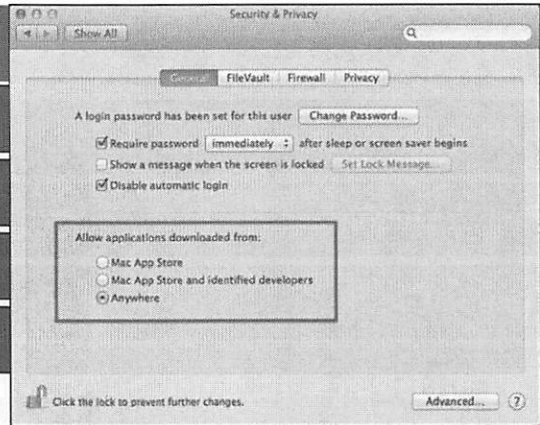 Security & Privacy
Show All
General FileVault Firewall Privacy
A login password has been set for this user Change Password...
Require password immediately after sleep or screen saver begins
Show a message when the screen is locked Set Lock Message...
Disable automatic login
Allow applications downloaded from:
Mac App Store
Mac App Store and identified developers
Anywhere
Click the lock to prevent further changes.
Advanced... ?